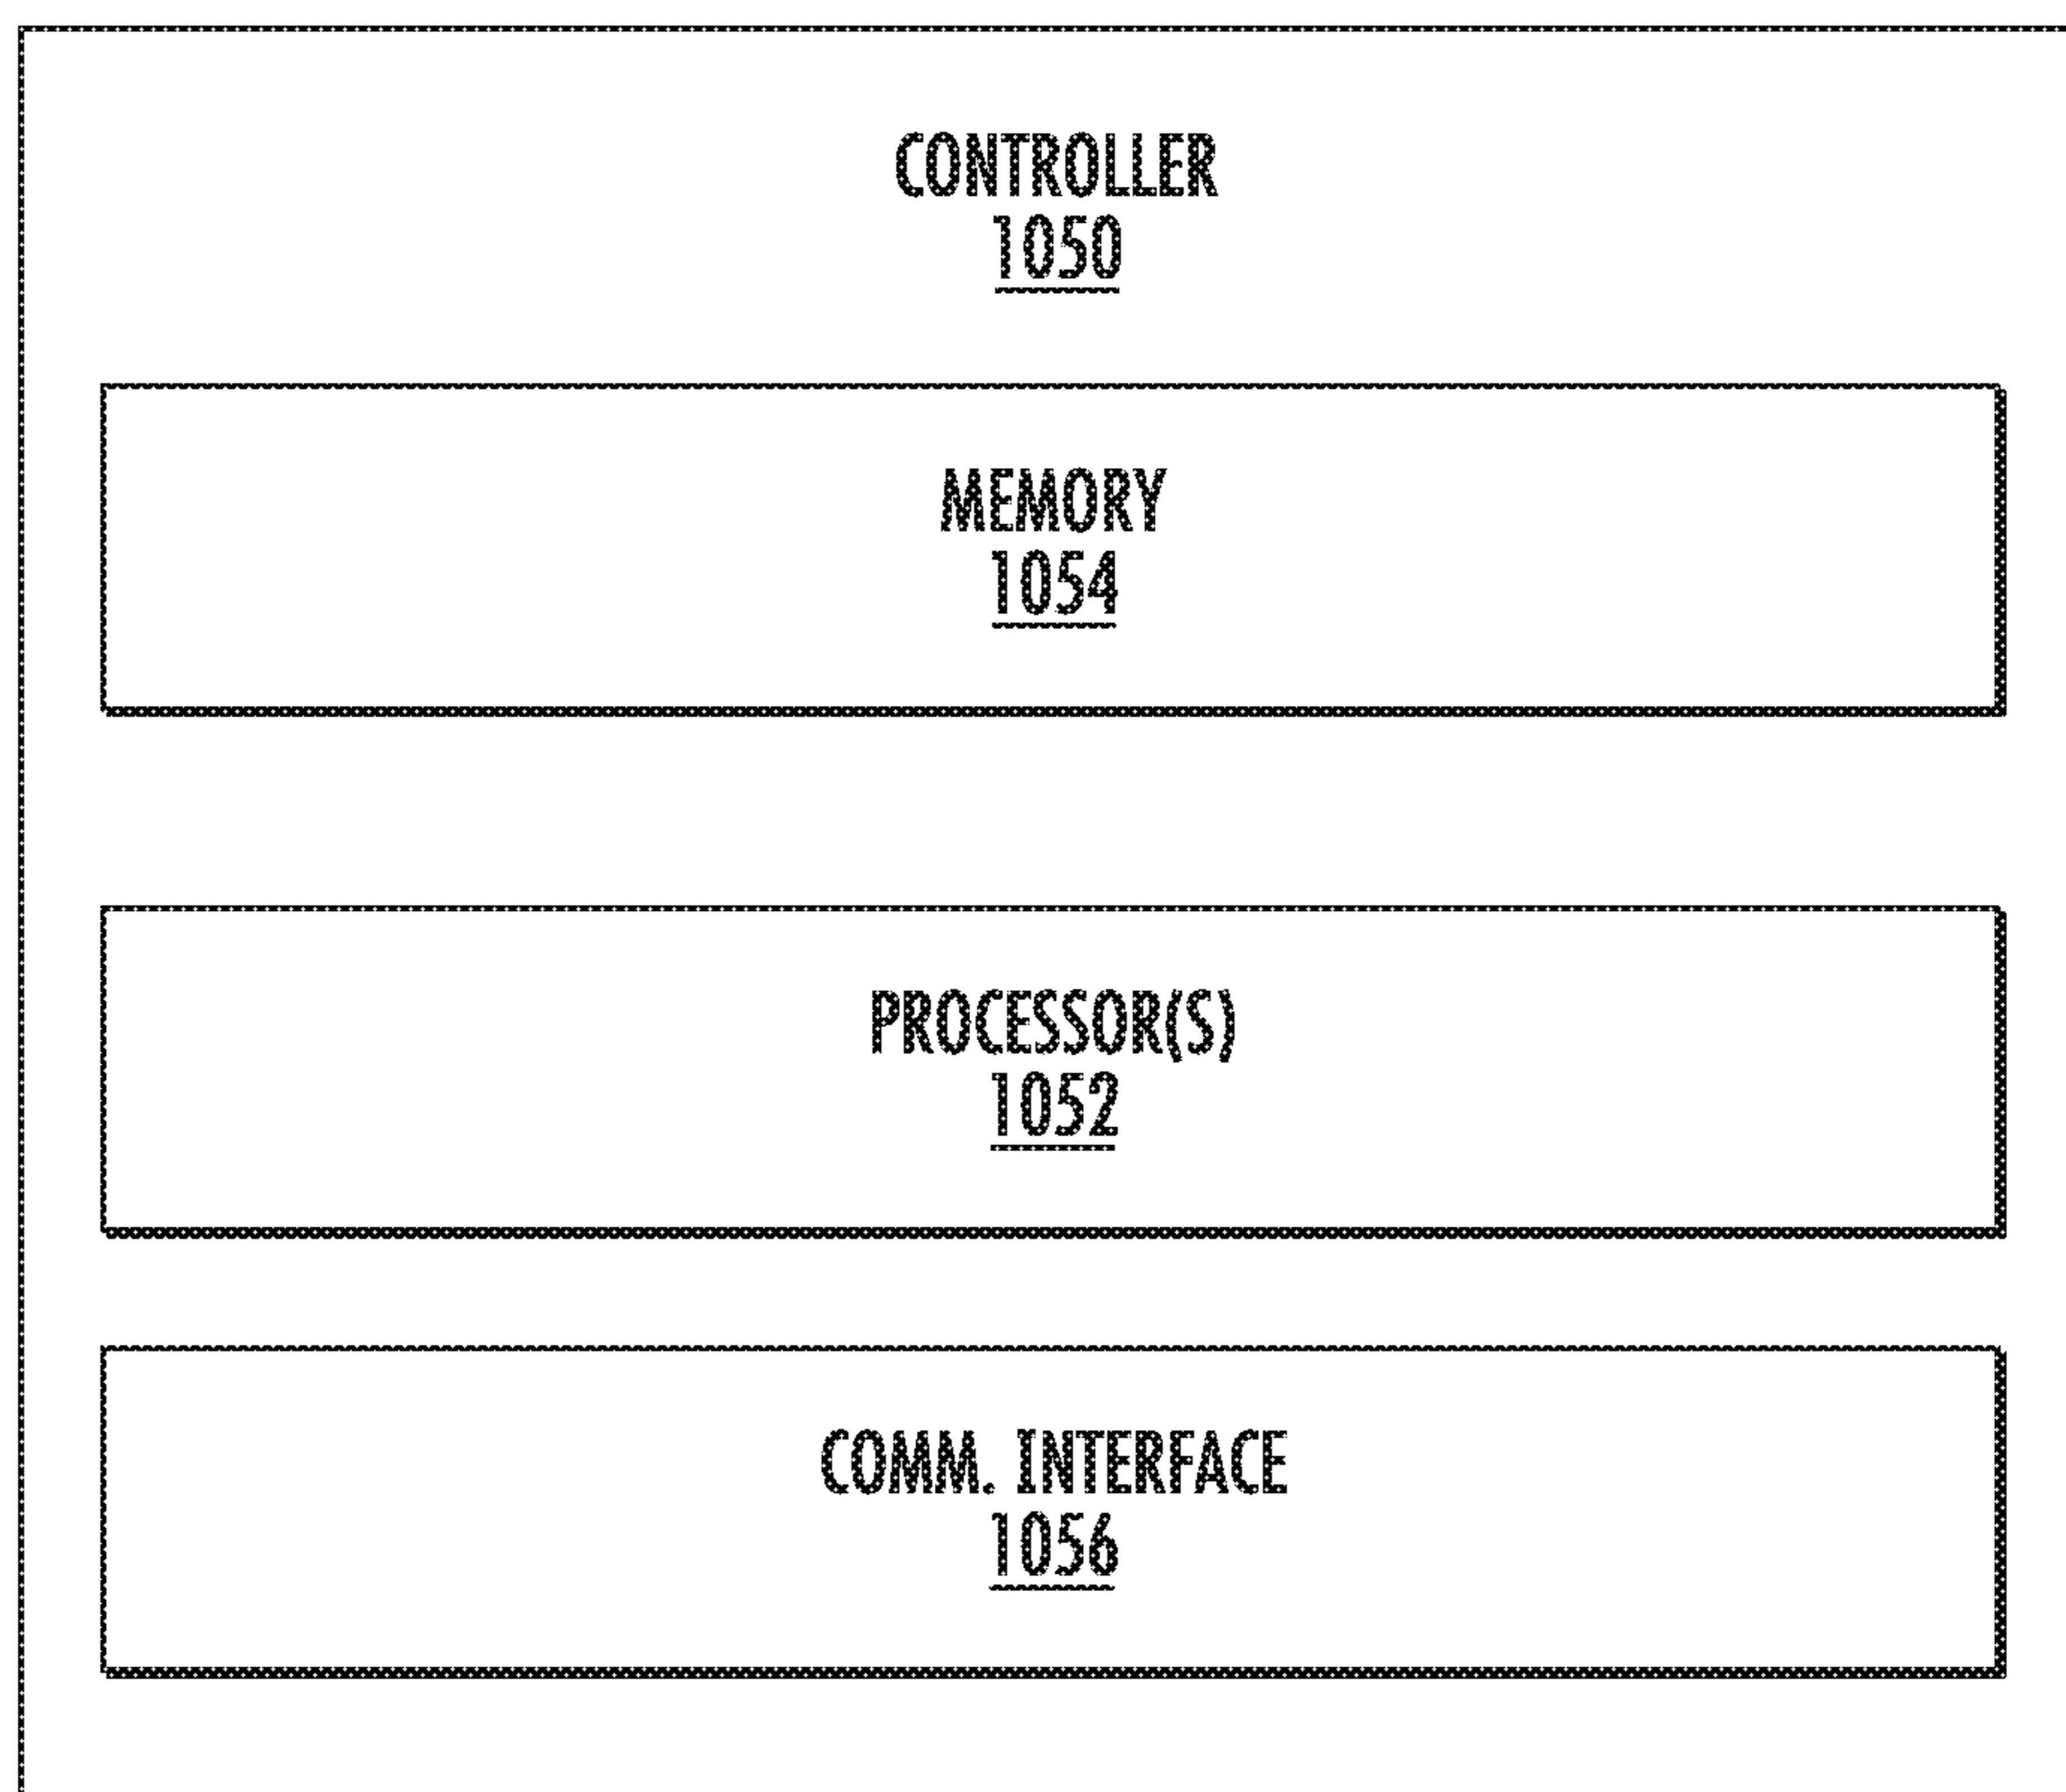 CONTROLLER
1050
MEMORY
1054
PROCESSOR(S)
1052
COMM. INTERFACE
1056